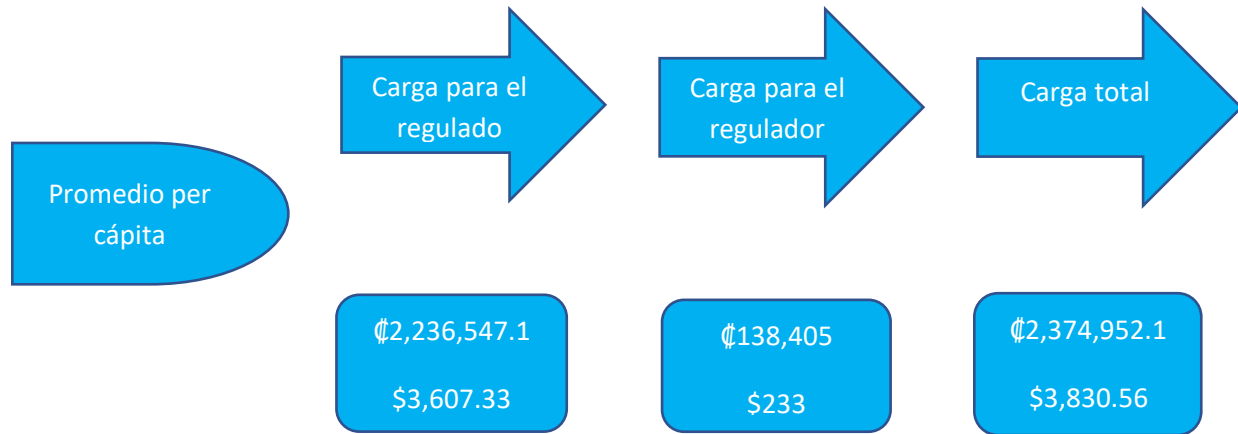 Promedio per
cápita
Carga para el
regulado
Carga para el
regulador
Carga total
₡2,236,547.1
$3,607.33
₡138,405
$233
₡2,374,952.1
$3,830.56